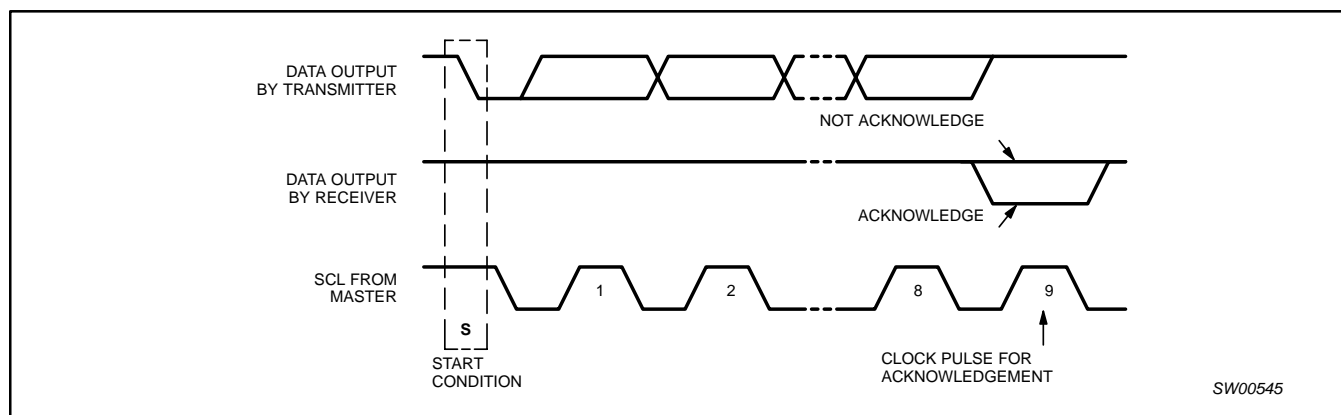 DATA OUTPUT
BY TRANSMITTER
NOT ACKNOWLEDGE
DATA OUTPUT
BY RECEIVER
ACKNOWLEDGE
SCL FROM
MASTER
1
2
8
9
S
START
CONDITION
CLOCK PULSE FOR
ACKNOWLEDGEMENT
SW00545